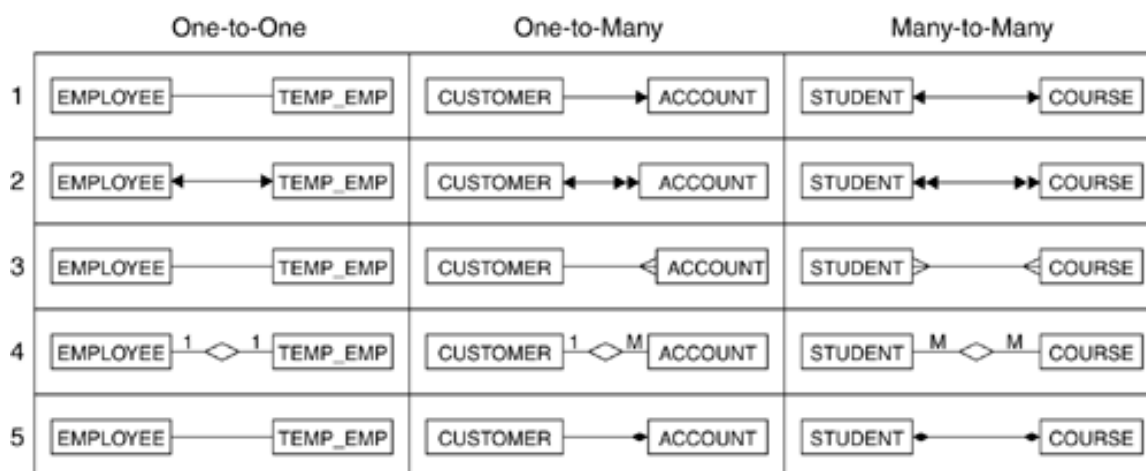 One-to-One One-to-Many Many-to-Many
1 EMPLOYEE TEMP_EMP CUSTOMER ACCOUNT STUDENT COURSE
2 EMPLOYEE TEMP_EMP CUSTOMER ACCOUNT STUDENT COURSE
3 EMPLOYEE TEMP_EMP CUSTOMER ACCOUNT STUDENT COURSE
4 EMPLOYEE 1 1 TEMP_EMP CUSTOMER 1 M ACCOUNT STUDENT M M COURSE
5 EMPLOYEE TEMP_EMP CUSTOMER ACCOUNT STUDENT COURSE